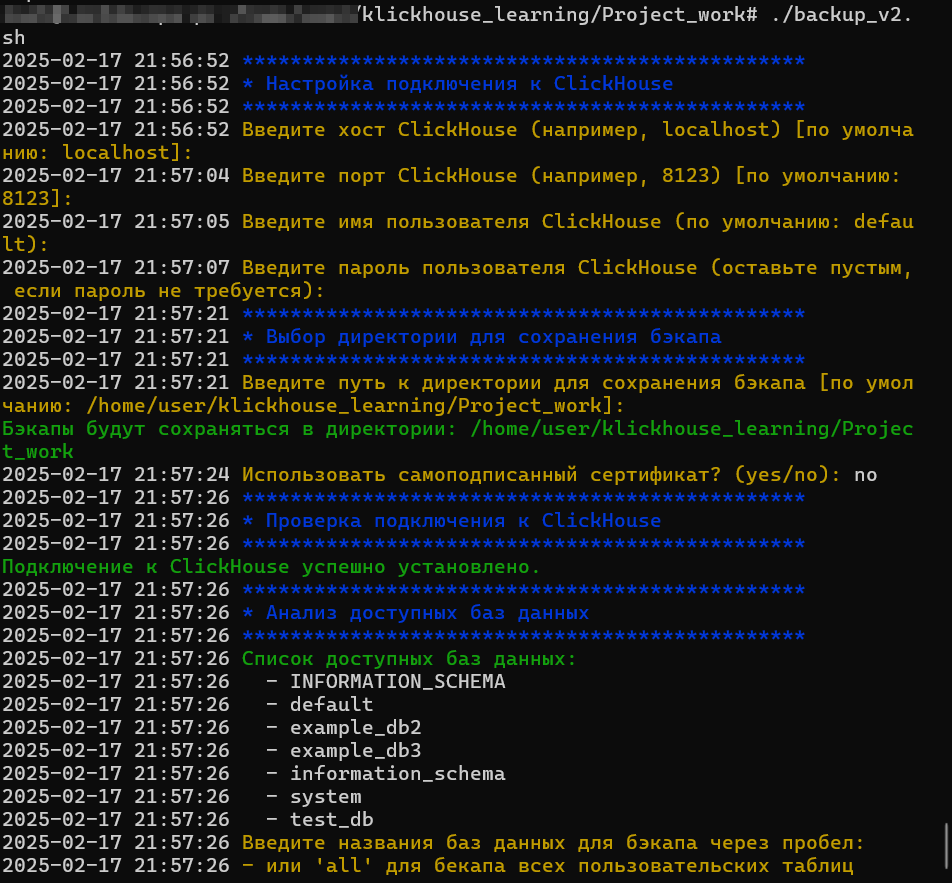 /klickhouse_learning/Project_work# ./backup_v2.
sh
2025-02-17 21:56:52 ***********************************************
2025-02-17 21:56:52 * Настройка подключения к ClickHouse
2025-02-17 21:56:52 ***********************************************
2025-02-17 21:56:52 Введите хост ClickHouse (например, localhost) [по умолча
нию: localhost]:
2025-02-17 21:57:04 Введите порт ClickHouse (например, 8123) [по умолчанию:
8123]:
2025-02-17 21:57:05 Введите имя пользователя ClickHouse (по умолчанию: defau
lt):
2025-02-17 21:57:07 Введите пароль пользователя ClickHouse (оставьте пустым,
 если пароль не требуется):
2025-02-17 21:57:21 ***********************************************
2025-02-17 21:57:21 * Выбор директории для сохранения бэкапа
2025-02-17 21:57:21 ***********************************************
2025-02-17 21:57:21 Введите путь к директории для сохранения бэкапа [по умол
чанию: /home/user/klickhouse_learning/Project_work]:
Бэкапы будут сохраняться в директории: /home/user/klickhouse_learning/Projec
t_work
2025-02-17 21:57:24 Использовать самоподписанный сертификат? (yes/no): no
2025-02-17 21:57:26 ***********************************************
2025-02-17 21:57:26 * Проверка подключения к ClickHouse
2025-02-17 21:57:26 ***********************************************
Подключение к ClickHouse успешно установлено.
2025-02-17 21:57:26 ***********************************************
2025-02-17 21:57:26 * Анализ доступных баз данных
2025-02-17 21:57:26 ***********************************************
2025-02-17 21:57:26 Список доступных баз данных:
2025-02-17 21:57:26   - INFORMATION_SCHEMA
2025-02-17 21:57:26   - default
2025-02-17 21:57:26   - example_db2
2025-02-17 21:57:26   - example_db3
2025-02-17 21:57:26   - information_schema
2025-02-17 21:57:26   - system
2025-02-17 21:57:26   - test_db
2025-02-17 21:57:26 Введите названия баз данных для бэкапа через пробел:
2025-02-17 21:57:26 - или 'all' для бекапа всех пользовательских таблиц